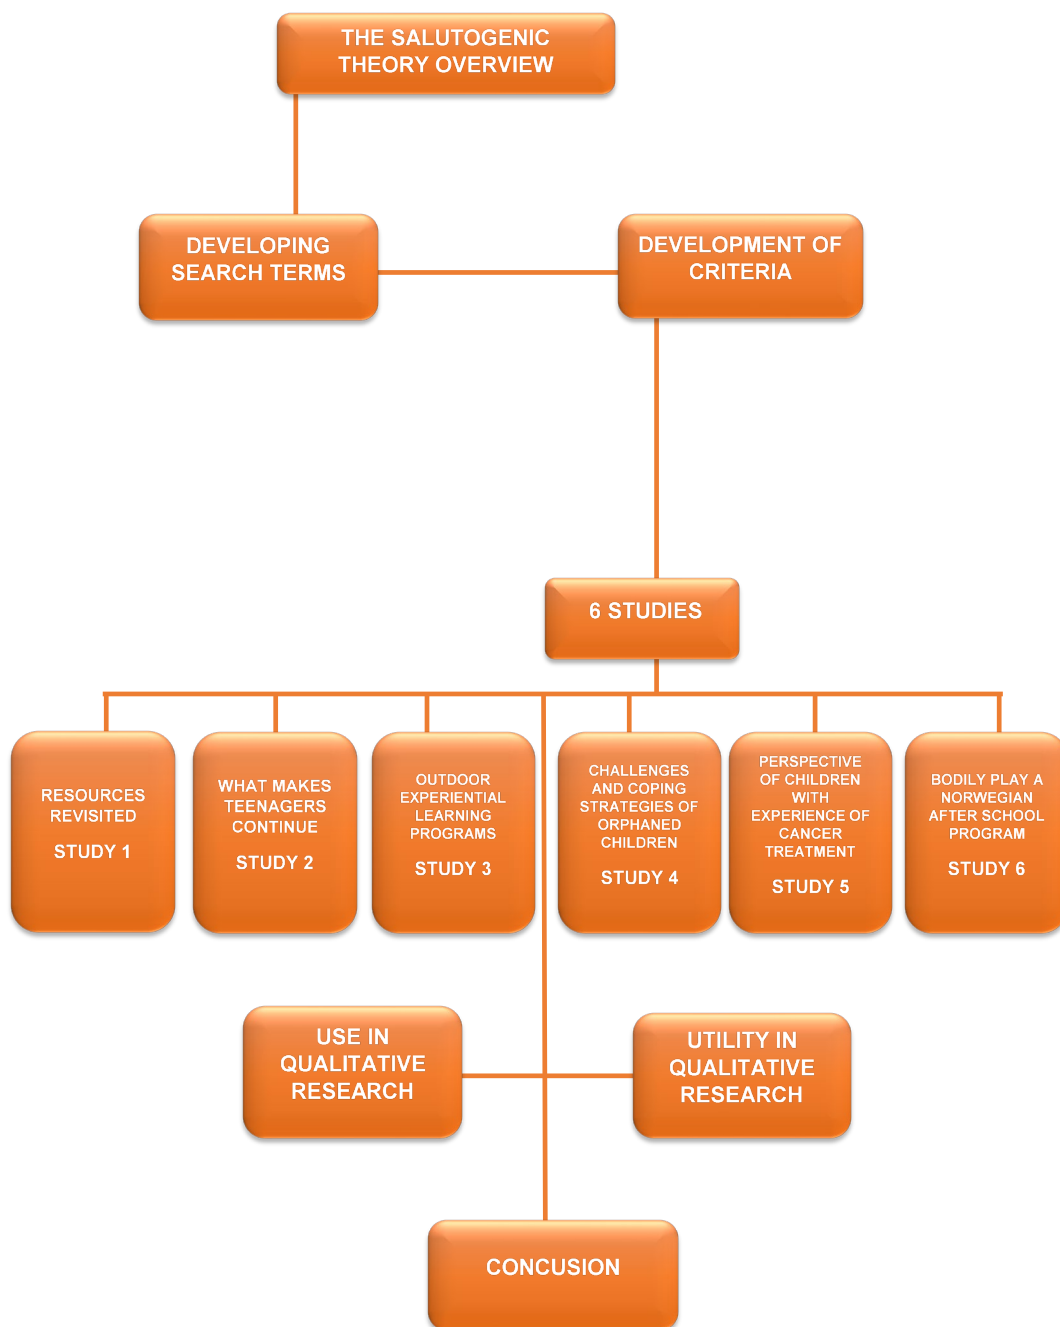 THE SALUTOGENIC
THEORY OVERVIEW
DEVELOPING
SEARCH TERMS
DEVELOPMENT OF
CRITERIA
6 STUDIES
RESOURCES
REVISITED
STUDY 1
WHAT MAKES
TEENAGERS
CONTINUE
STUDY 2
OUTDOOR
EXPERIENTIAL
LEARNING
PROGRAMS
STUDY 3
CHALLENGES
AND COPING
STRATEGIES OF
ORPHANED
CHILDREN
STUDY 4
PERSPECTIVE
OF CHILDREN
WITH
EXPERIENCE OF
CANCER
TREATMENT
STUDY 5
BODILY PLAY A
NORWEGIAN
AFTER SCHOOL
PROGRAM
STUDY 6
USE IN
QUALITATIVE
RESEARCH
UTILITY IN
QUALITATIVE
RESEARCH
CONCUSION